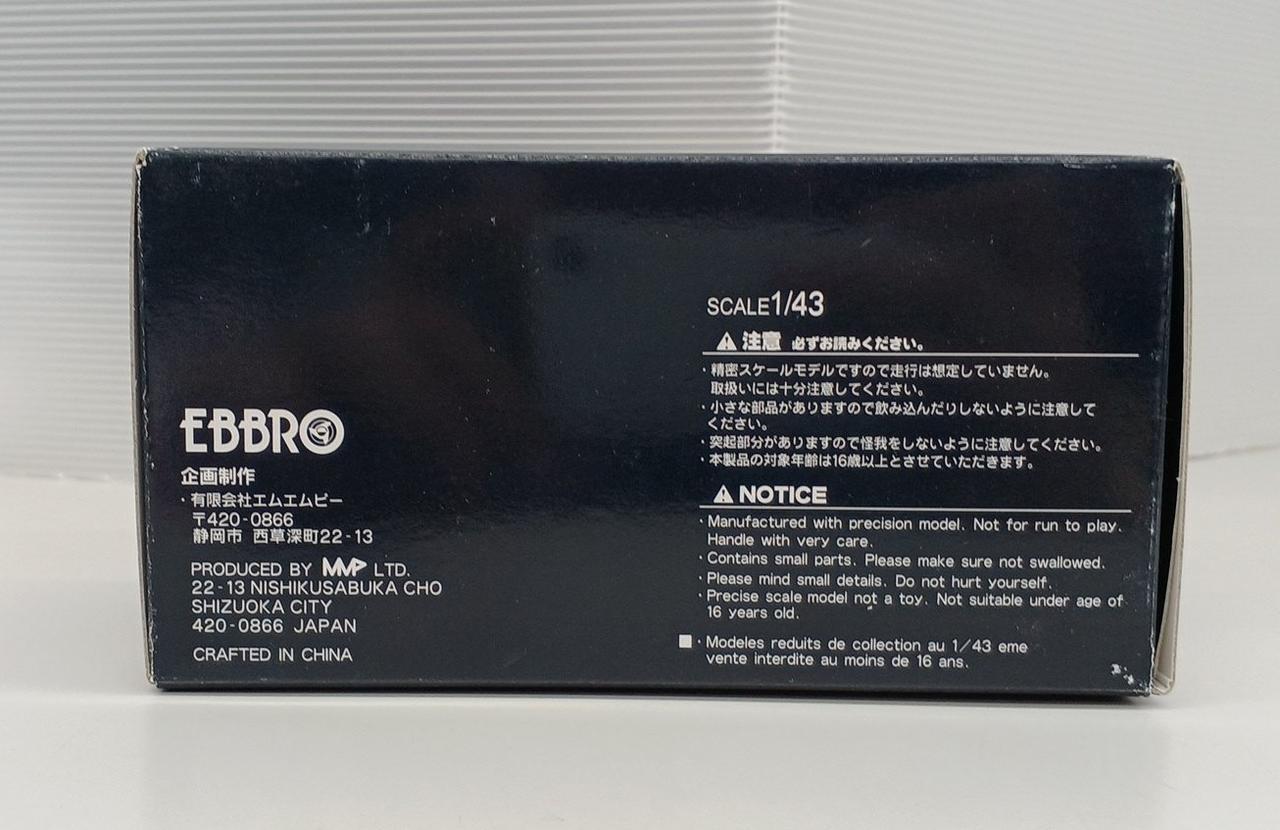 EBBRO
企画制作
・有限会社エムエムピー
〒420-0866
静岡市 西草深町22-13
PRODUCED BY MMP LTD.
22-13 NISHIKUSABUKA CHO
SHIZUOKA CITY
420-0866 JAPAN
CRAFTED IN CHINA
SCALE1/43
注意 必ずお読みください。
・精密スケールモデルですので走行は想定していません。
取扱いには十分注意してください。
・小さな部品がありますので飲み込んだりしないように注意して
ください。
・突起部分がありますので怪我をしないように注意してください。
・本製品の対象年齢は16歳以上とさせていただきます。
NOTICE
・Manufactured with precision model. Not for run to play.
Handle with very care.
・Contains small parts. Please make sure not swallowed.
・Please mind small details. Do not hurt yourself.
・Precise scale model not a toy. Not suitable under age of
16 years old.
■・Modeles reduits de collection au 1/43 eme
vente interdite au moins de 16 ans.